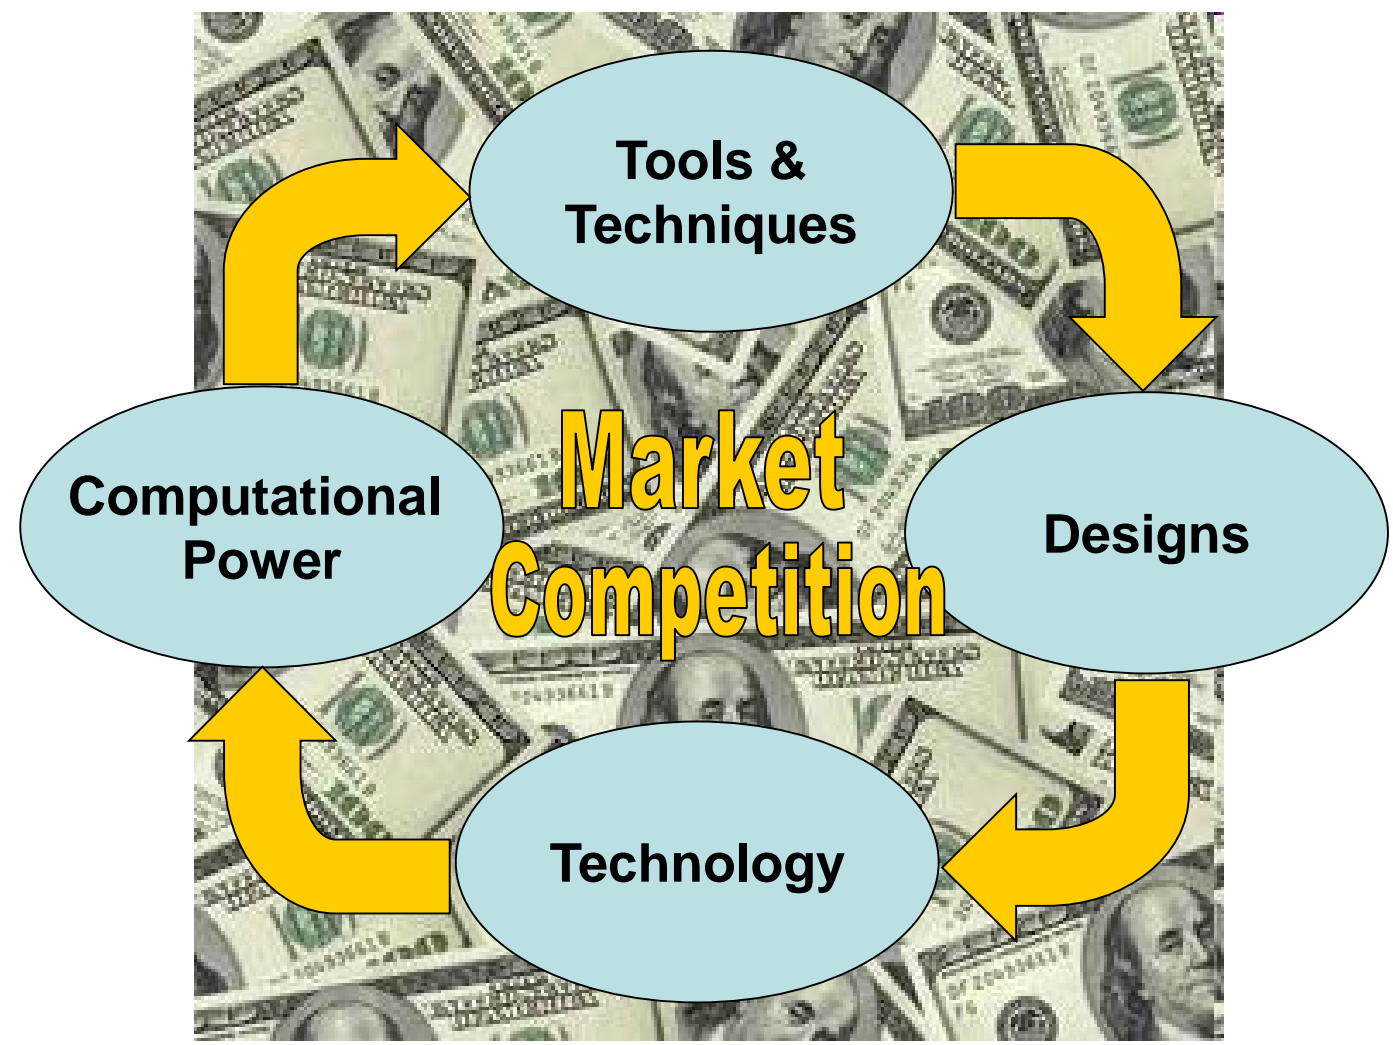 Tools &
Techniques
Computational
Power
Market
Competition
Designs
Technology